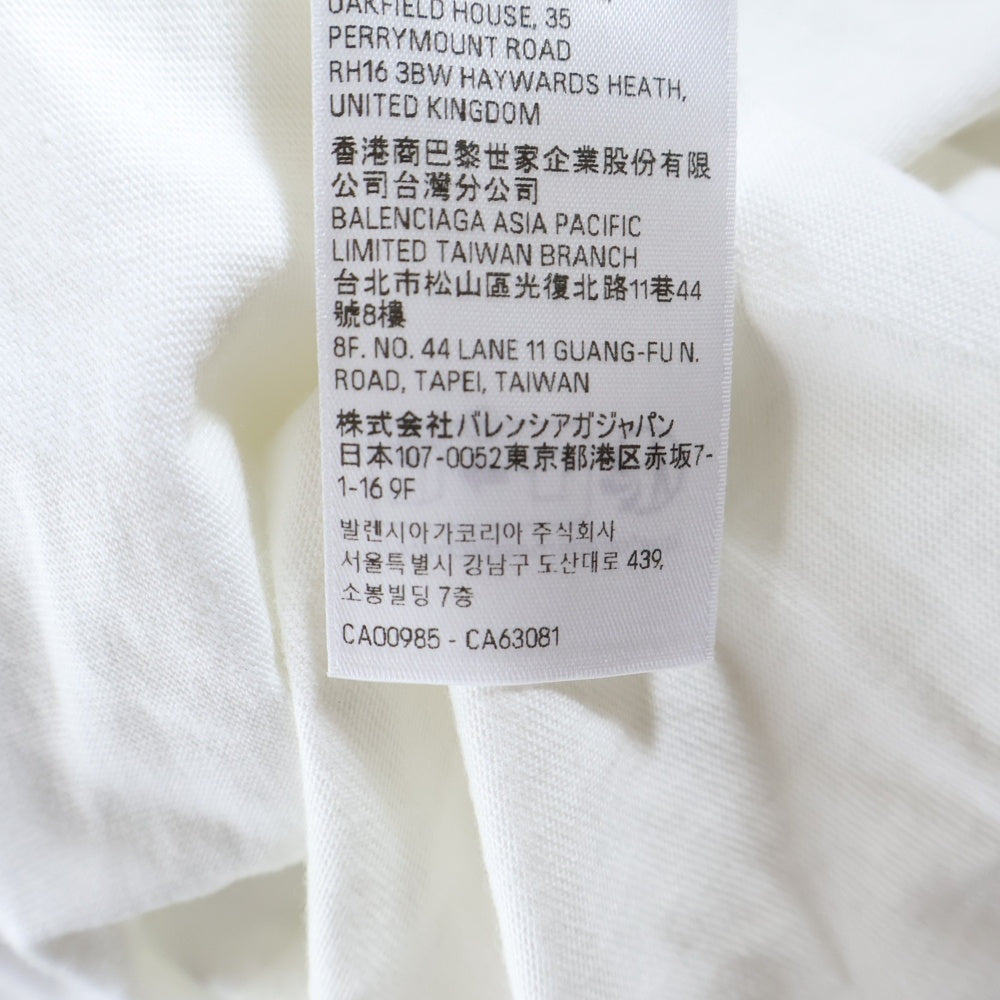 OAKFIELD HOUSE, 35
PERRYMOUNT ROAD
RH16 3BW HAYWARDS HEATH,
UNITED KINGDOM
香港商巴黎世家企業股份有限
公司台灣分公司
BALENCIAGA ASIA PACIFIC
LIMITED TAIWAN BRANCH
台北市松山區光復北路11巷44
號8樓
8F. NO. 44 LANE 11 GUANG-FU N.
ROAD, TAPEI, TAIWAN
株式会社バレンシアガジャパン
日本107-0052東京都港区赤坂7-
1-16 9F
발렌시아가코리아 주식회사
서울특별시 강남구 도산대로 439,
소봉빌딩 7층
CA00985 - CA63081